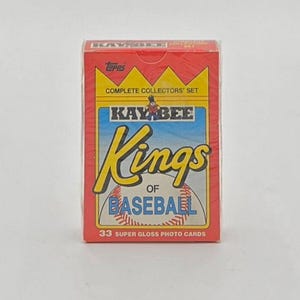 Topps
COMPLETE COLLECTORS' SET
KAY BEE
Kings
OF
BASEBALL
33 SUPER GLOSS PHOTO CARDS